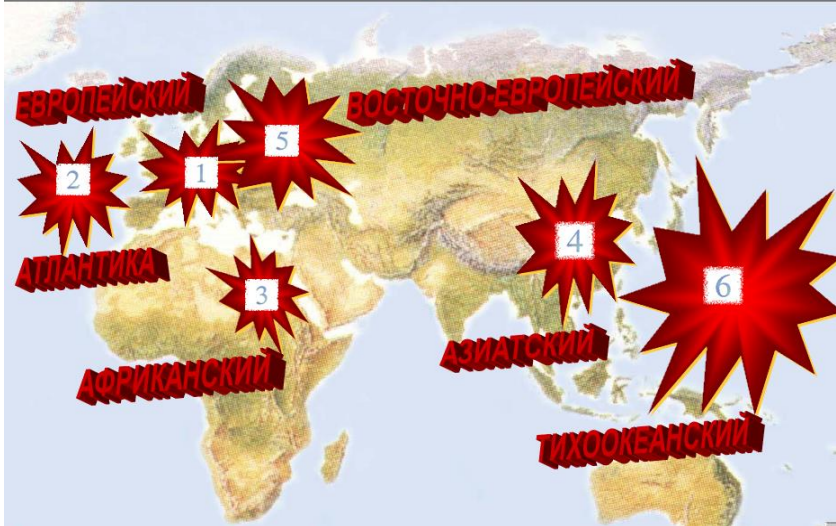 ЕВРОПЕЙСКИЙ
ВОСТОЧНО-ЕВРОПЕЙСКИЙ
5
2
1
АТЛАНТИКА
4
3
6
АЗИАТСКИЙ
АФРИКАНСКИЙ
ТИХООКЕАНСКИЙ